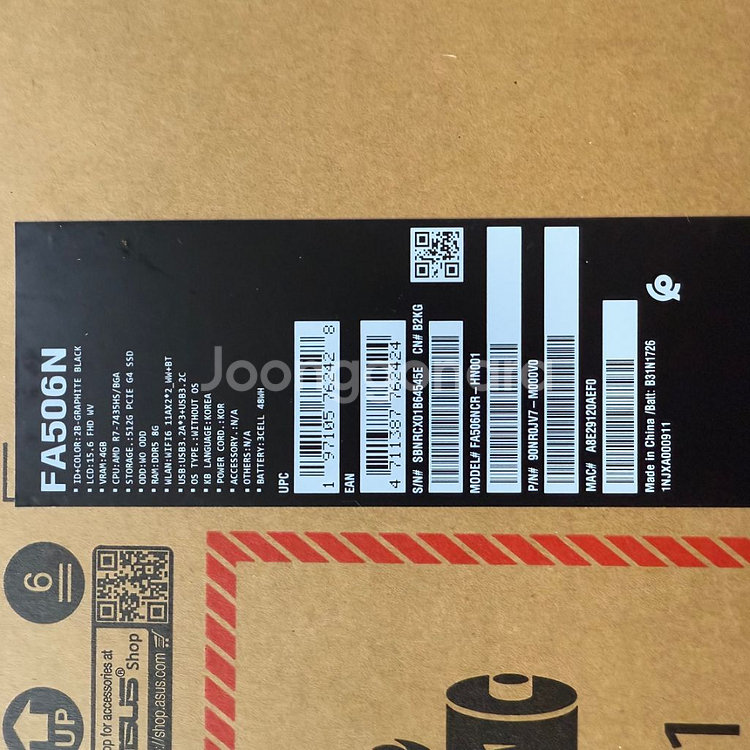 FA506N
ID=COLOR:2B-GRAPHITE BLACK
LCD:15.6 FHD WV
VRAM:4GB
CPU:AMD R7-7435HS/BGA
STORAGE.:512G PCIE G4 SSD
ODD:NO ODD
RAM:DDR5 8G
WLAN:WIFI6 11AX2*2_WW+BT
USB:USB3.2A*3+USB3.2C
OS TYPE.:WITHOUT OS
KB LANGUAGE:KOREA
POWER CORD.:KOR
ACCESSORY.:N/A
OTHERS:N/A
BATTERY:3CELL 48WH
UPC
1 97105 76242 8
EAN
4 711387 762424
S/N# SBNRCX01B64545E CN# B2KG
MODEL# FA506NCR-HN001
P/N# 90NR0JV7-M000V0
MAC# A8E29120AEF0
Made in China /Batt: B31N1726
1NJXA000911
Joonggonara
6
UP
op for accessories at
ASUS® Shop
://shop.asus.com
1